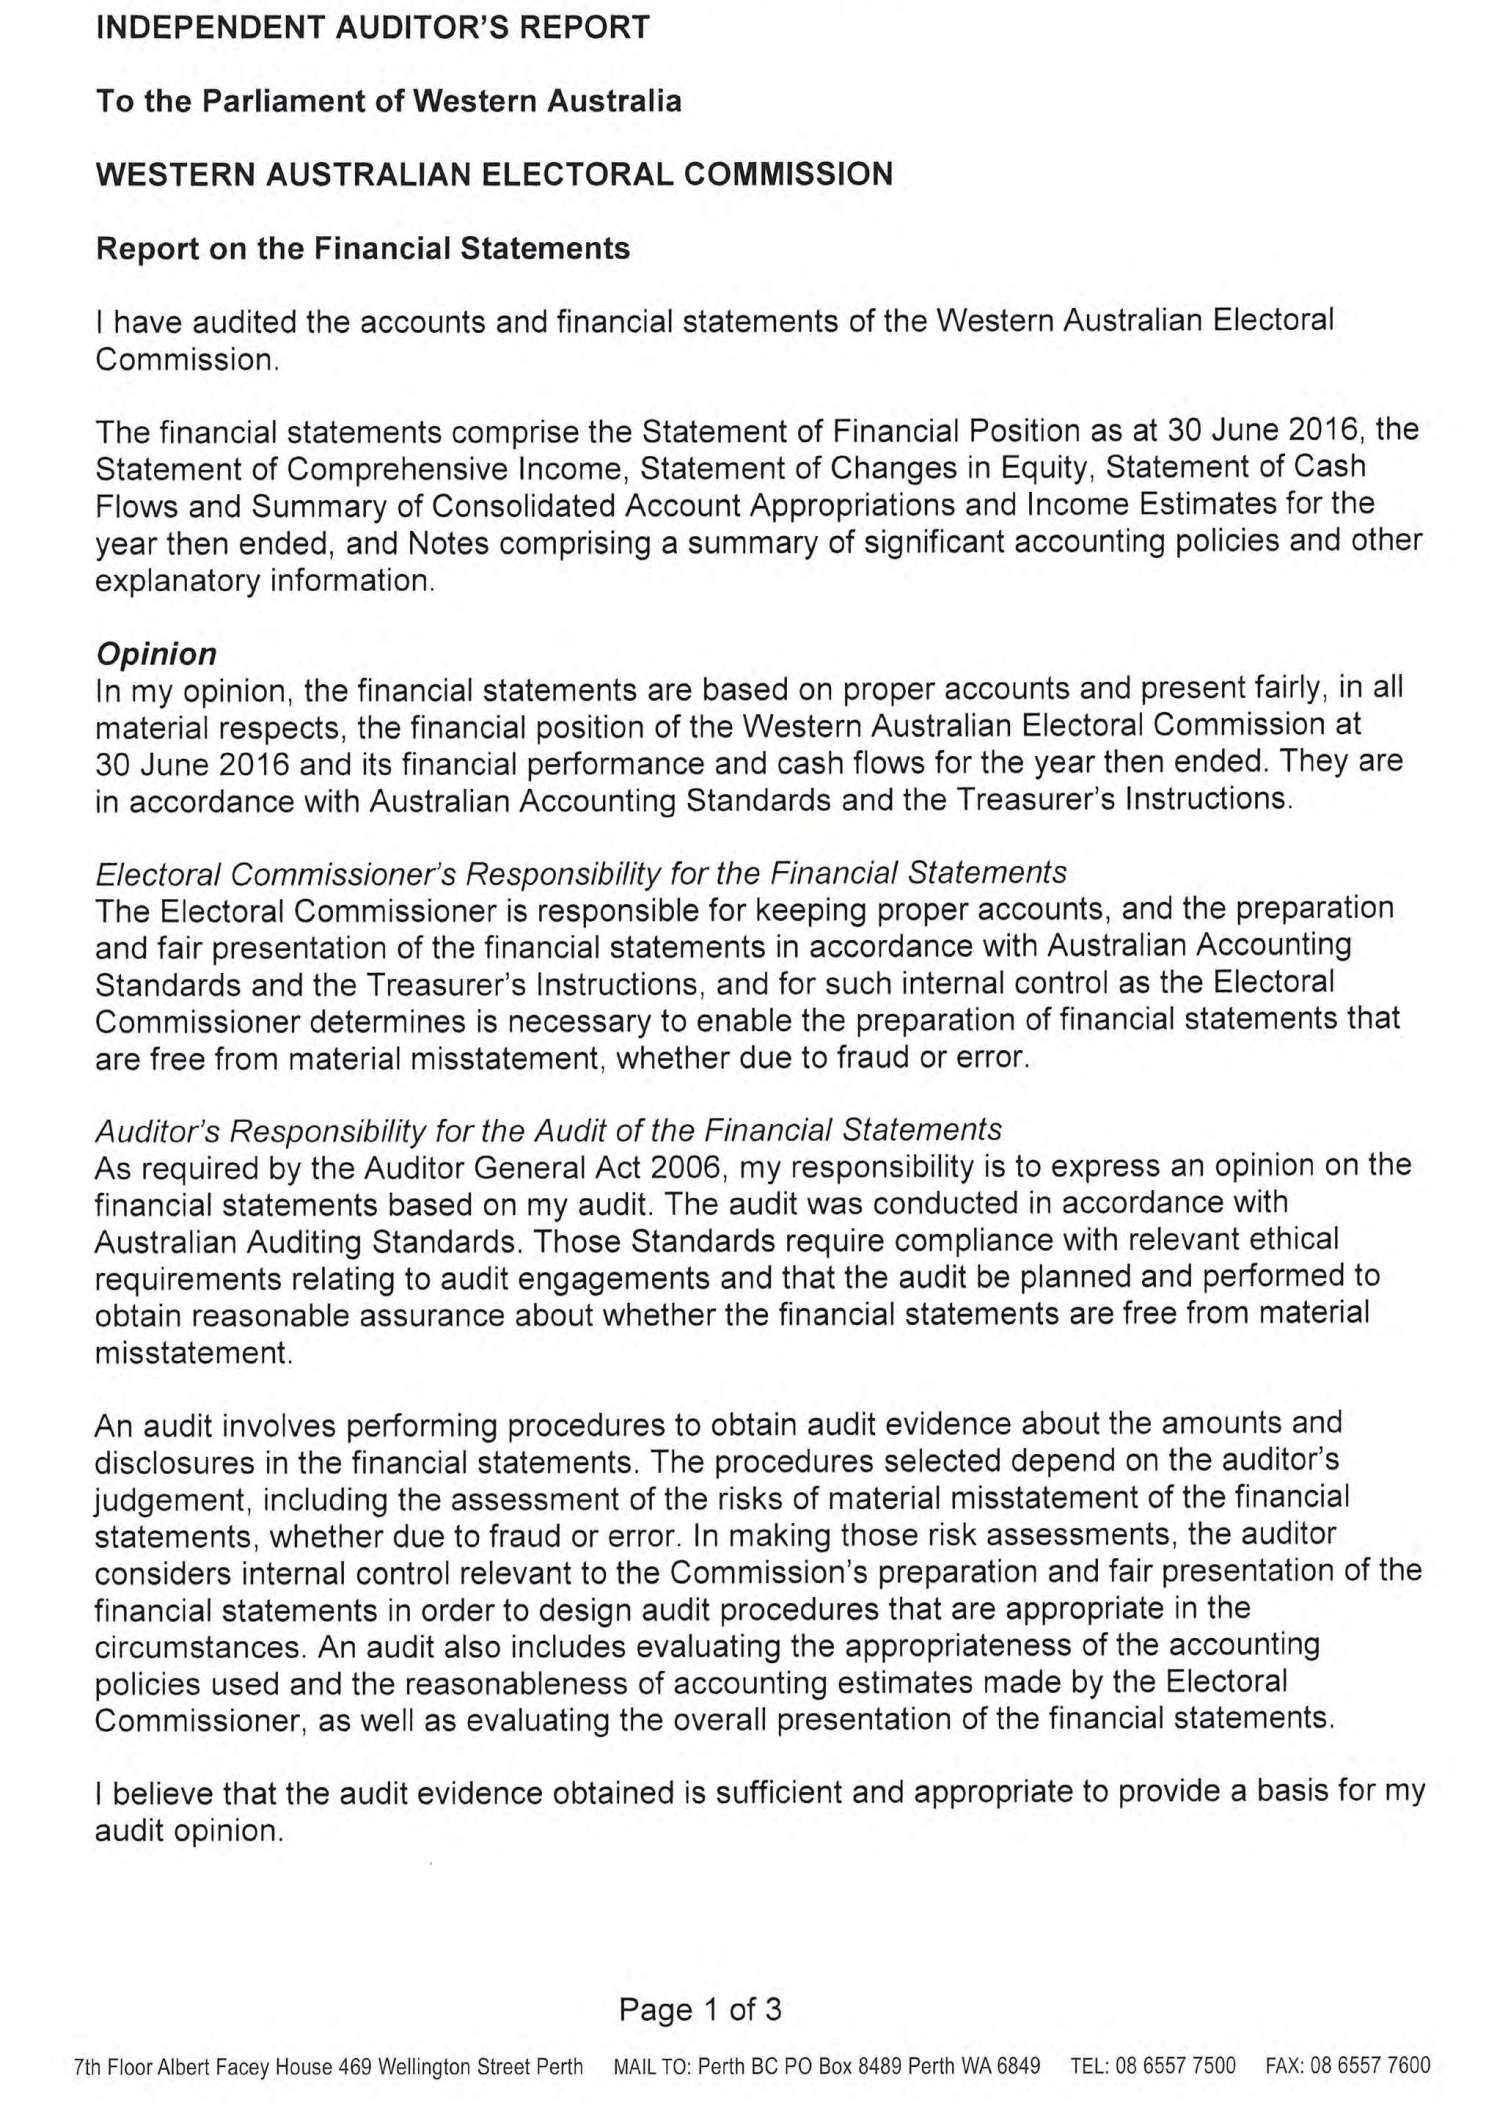 INDEPENDENT AUDITOR'S REPORT
To the Parliament of Western Australia
WESTERN AUSTRALIAN ELECTORAL COMMISSION
Report on the Financial Statements
I have audited the accounts and financial statements of the Western Australian Electoral
Commission.
The financial statements comprise the Statement of Financial Position as at 30 June 2016, the
Statement of Comprehensive Income, Statement of Changes in Equity, Statement of Cash
Flows and Summary of Consolidated Account Appropriations and Income Estimates for the
year then ended, and Notes comprising a summary of significant accounting policies and other
explanatory information.
Opinion
In my opinion, the financial statements are based on proper accounts and present fairly, in all
material respects, the financial position of the Western Australian Electoral Commission at
30 June 2016 and its financial performance and cash flows for the year then ended. They are
in accordance with Australian Accounting Standards and the Treasurer's Instructions.
Electoral Commissioner's Responsibility for the Financial Statements
The Electoral Commissioner is responsible for keeping proper accounts, and the preparation
and fair presentation of the financial statements in accordance with Australian Accounting
Standards and the Treasurer's Instructions, and for such internal control as the Electoral
Commissioner determines is necessary to enable the preparation of financial statements that
are free from material misstatement, whether due to fraud or error.
Auditor's Responsibility for the Audit of the Financial Statements
As required by the Auditor General Act 2006, my responsibility is to express an opinion on the
financial statements based on my audit. The audit was conducted in accordance with
Australian Auditing Standards. Those Standards require compliance with relevant ethical
requirements relating to audit engagements and that the audit be planned and performed to
obtain reasonable assurance about whether the financial statements are free from material
misstatement.
An audit involves performing procedures to obtain audit evidence about the amounts and
disclosures in the financial statements. The procedures selected depend on the auditor's
judgement, including the assessment of the risks of material misstatement of the financial
statements, whether due to fraud or error. In making those risk assessments, the auditor
considers internal control relevant to the Commission's preparation and fair presentation of the
financial statements in order to design audit procedures that are appropriate in the
circumstances. An audit also includes evaluating the appropriateness of the accounting
policies used and the reasonableness of accounting estimates made by the Electoral
Commissioner, as well as evaluating the overall presentation of the financial statements.
I believe that the audit evidence obtained is sufficient and appropriate to provide a basis for my
audit opinion.
Page 1 of 3
7th Floor Albert Facey House 469 Wellington Street Perth MAIL TO: Perth BC PO Box 8489 Perth WA 6849 TEL: 08 6557 7500 FAX: 08 6557 7600